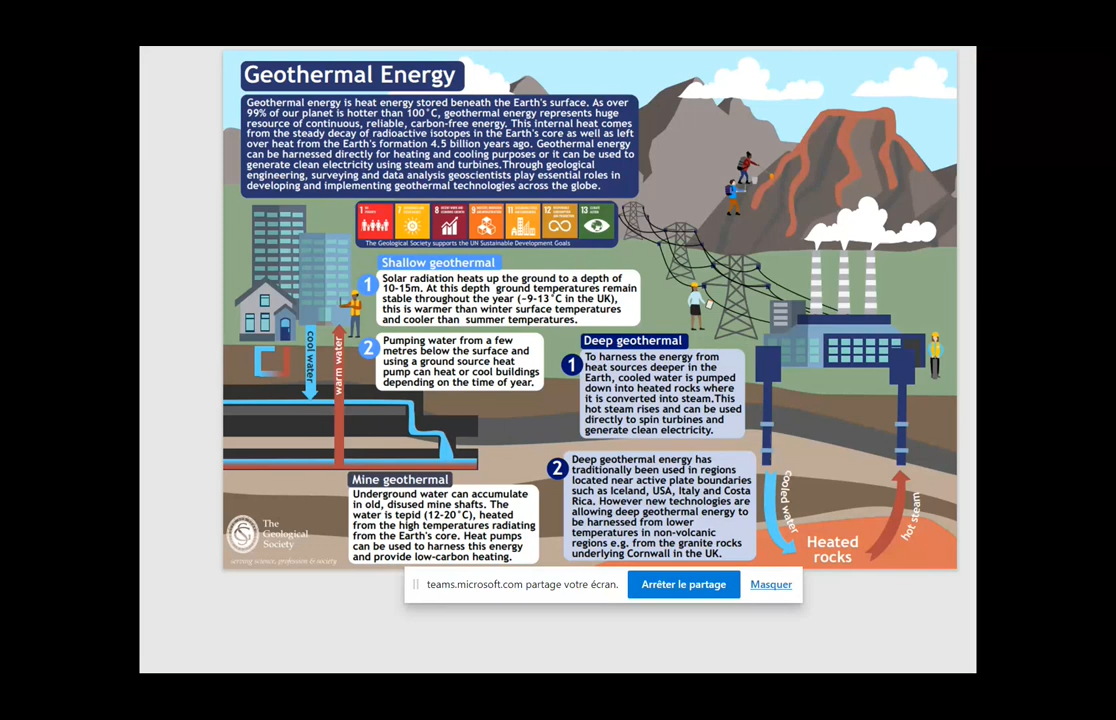 Geothermal Energy
Geothermal energy is heat energy stored beneath the Earth's surface. As over
99% of our planet is hotter than 100°C, geothermal energy represents huge
resource of continuous, reliable, carbon-free energy. This internal heat comes
from the steady decay of radioactive isotopes in the Earth's core as well as left
over heat from the Earth's formation 4.5 billion years ago. Geothermal energy
can be harnessed directly for heating and cooling purposes or it can be used to
generate clean electricity using steam and turbines.Through geological
engineering, surveying and data analysis geoscientists play essential roles in
developing and implementing geothermal technologies across the globe.
1
7
8
9
11
12
13
The Geological Society supports the UN Sustainable Development Goals
Shallow geothermal
1
Solar radiation heats up the ground to a depth of
10-15m. At this depth ground temperatures remain
stable throughout the year (~9-13°C in the UK),
this is warmer than winter surface temperatures
and cooler than summer temperatures.
2
Pumping water from a few
metres below the surface and
using a ground source heat
pump can heat or cool buildings
depending on the time of year.
cool water
warm water
Mine geothermal
Underground water can accumulate
in old, disused mine shafts. The
water is tepid (12-20°C), heated
from the high temperatures radiating
from the Earth's core. Heat pumps
can be used to harness this energy
and provide low-carbon heating.
Deep geothermal
1
To harness the energy from
heat sources deeper in the
Earth, cooled water is pumped
down into heated rocks where
it is converted into steam.This
hot steam rises and can be used
directly to spin turbines and
generate clean electricity.
2
Deep geothermal energy has
traditionally been used in regions
located near active plate boundaries
such as Iceland, USA, Italy and Costa
Rica. However new technologies are
allowing deep geothermal energy to
be harnessed from lower
temperatures in non-volcanic
regions e.g. from the granite rocks
underlying Cornwall in the UK.
cooled water
hot steam
Heated
rocks
The
Geological
Society
serving science, profession & society
teams.microsoft.com partage votre écran.
Arrêter le partage
Masquer